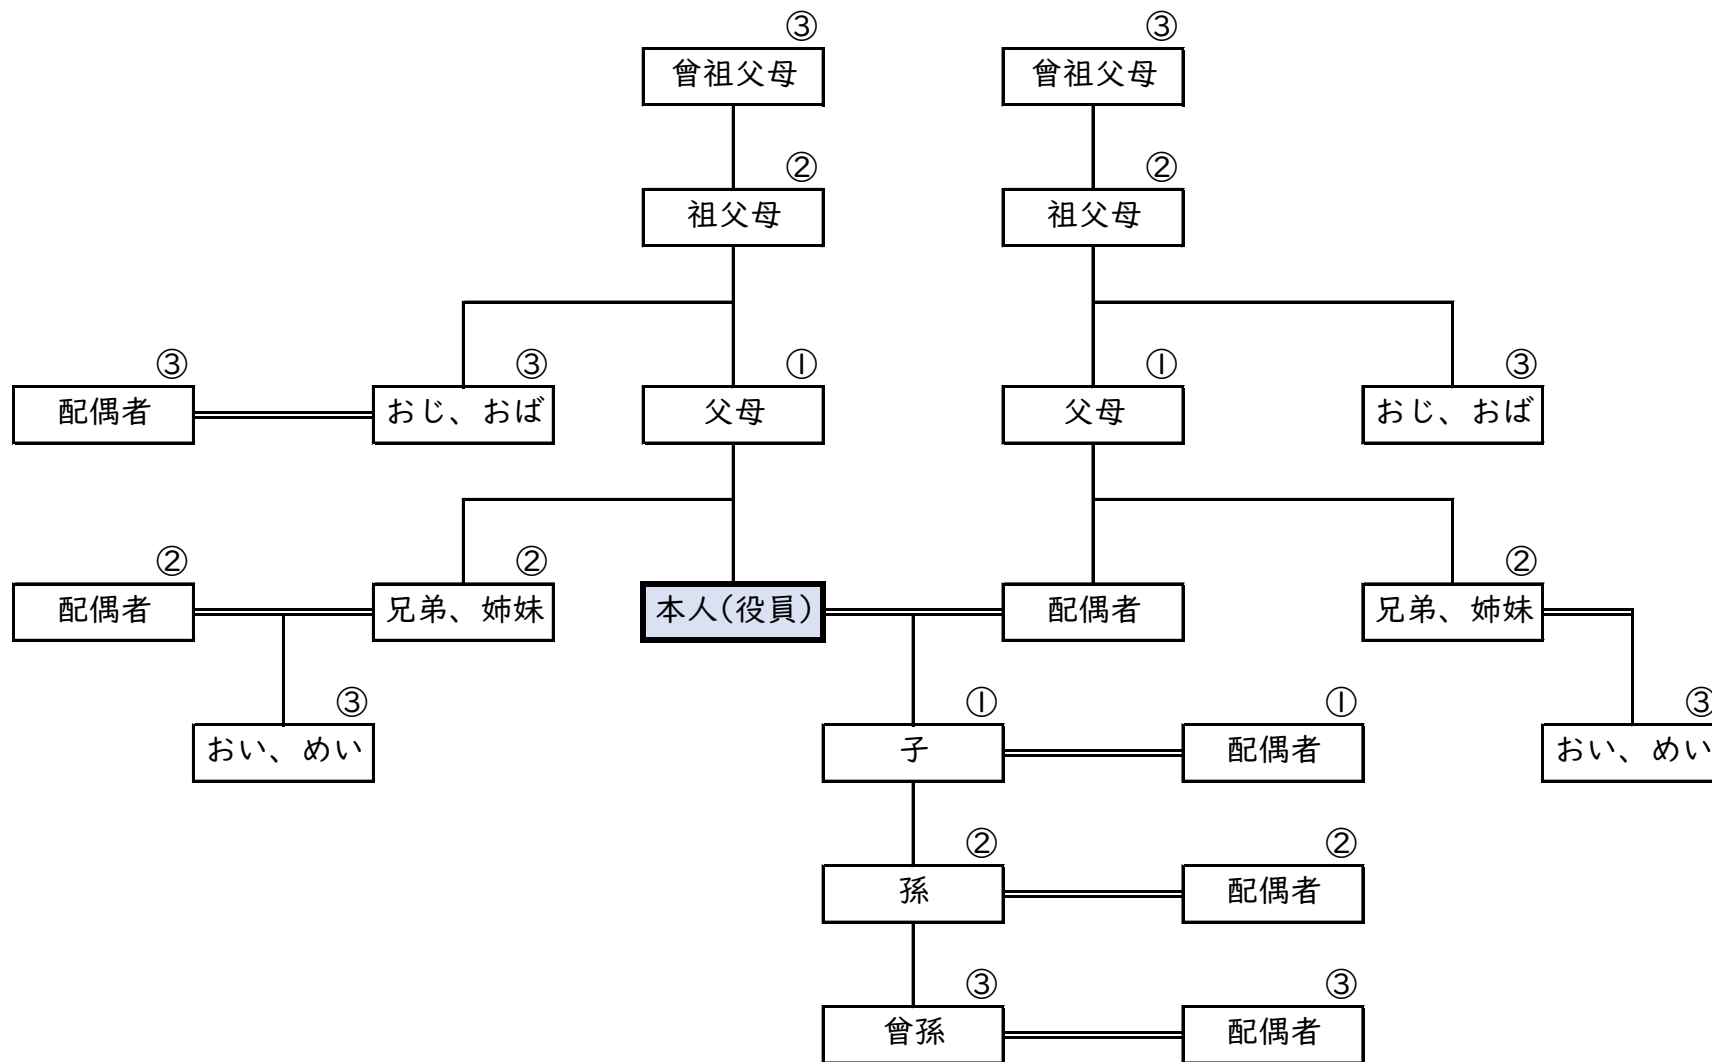 ③ ③
曾祖父母 曾祖父母
② ②
祖父母 祖父母
③ ③ ① ① ③
配偶者 おじ、おば 父母 父母 おじ、おば
② ② ②
配偶者 兄弟、姉妹 本人(役員) 配偶者 兄弟、姉妹
③ ① ① ③
おい、めい 子 配偶者 おい、めい
② ②
孫 配偶者
③ ③
曾孫 配偶者